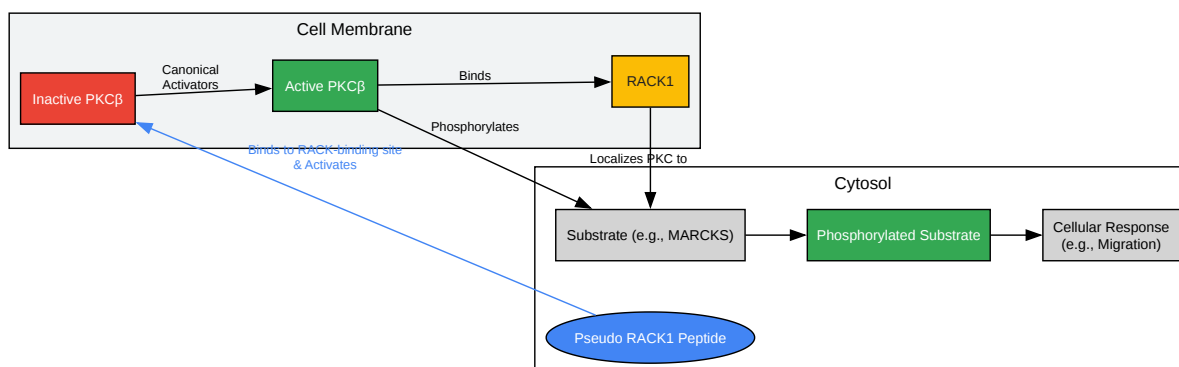 Cell Membrane
Inactive PKCβ
Canonical
Activators
Active PKCβ
Binds
RACK1
Phosphorylates
Binds to RACK-binding site
& Activates
Localizes PKC to
Cytosol
Substrate (e.g., MARCKS)
Phosphorylated Substrate
Cellular Response
(e.g., Migration)
Pseudo RACK1 Peptide